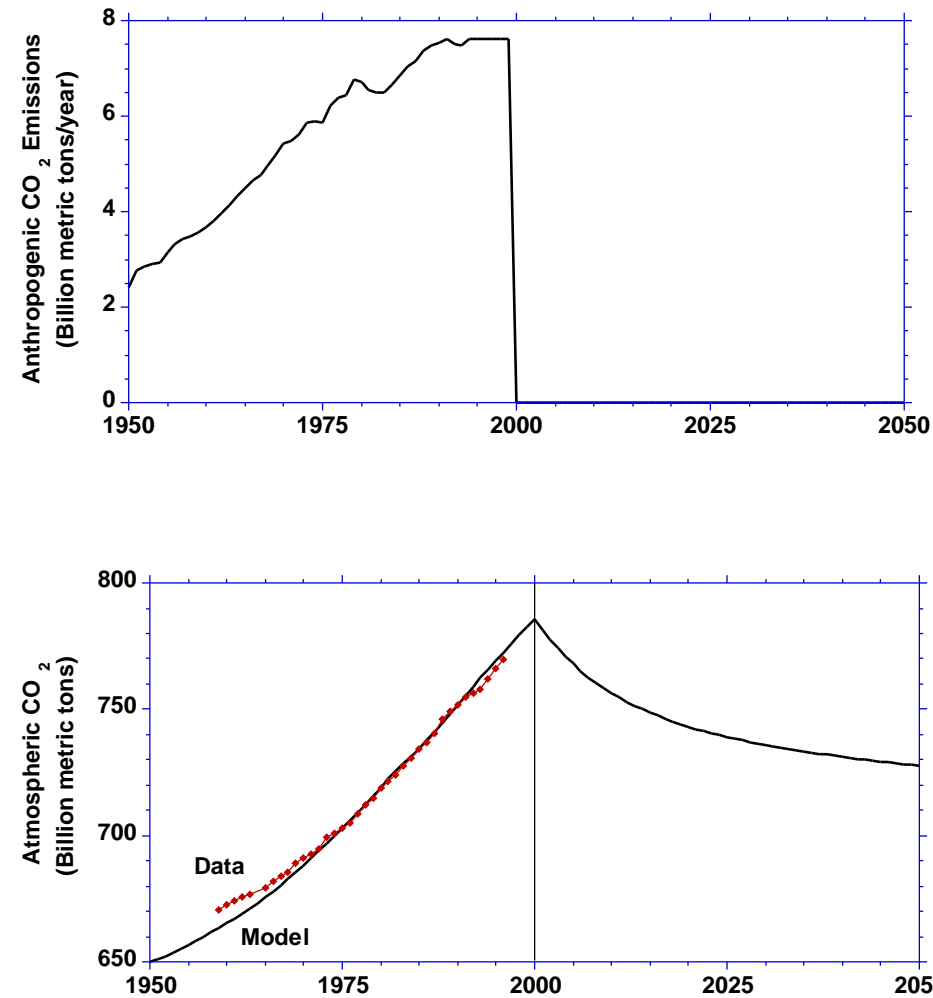 8
6
4
2
0
Anthropogenic CO2 Emissions
(Billion metric tons/year)
1950 1975 2000 2025 2050
800
750
700
650
Atmospheric CO2
(Billion metric tons)
Data
Model
1950 1975 2000 2025 205